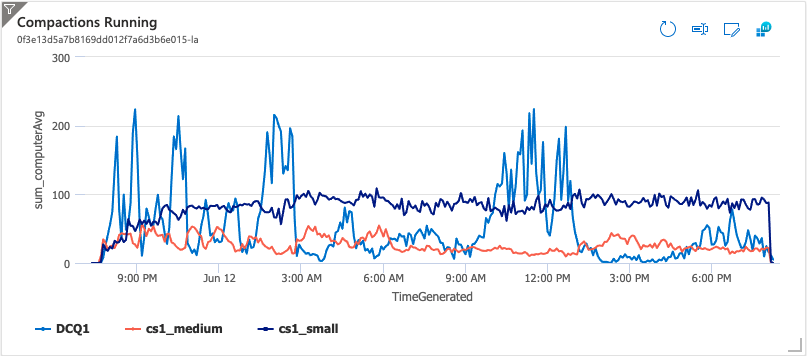 Compactions Running
0f3e13d5a7b8169dd012f7a6d3b6e015-la
300
200
100
0
sum_computerAvg
9:00 PM
Jun 12
3:00 AM
6:00 AM
9:00 AM
12:00 PM
3:00 PM
6:00 PM
TimeGenerated
DCQ1
cs1_medium
cs1_small